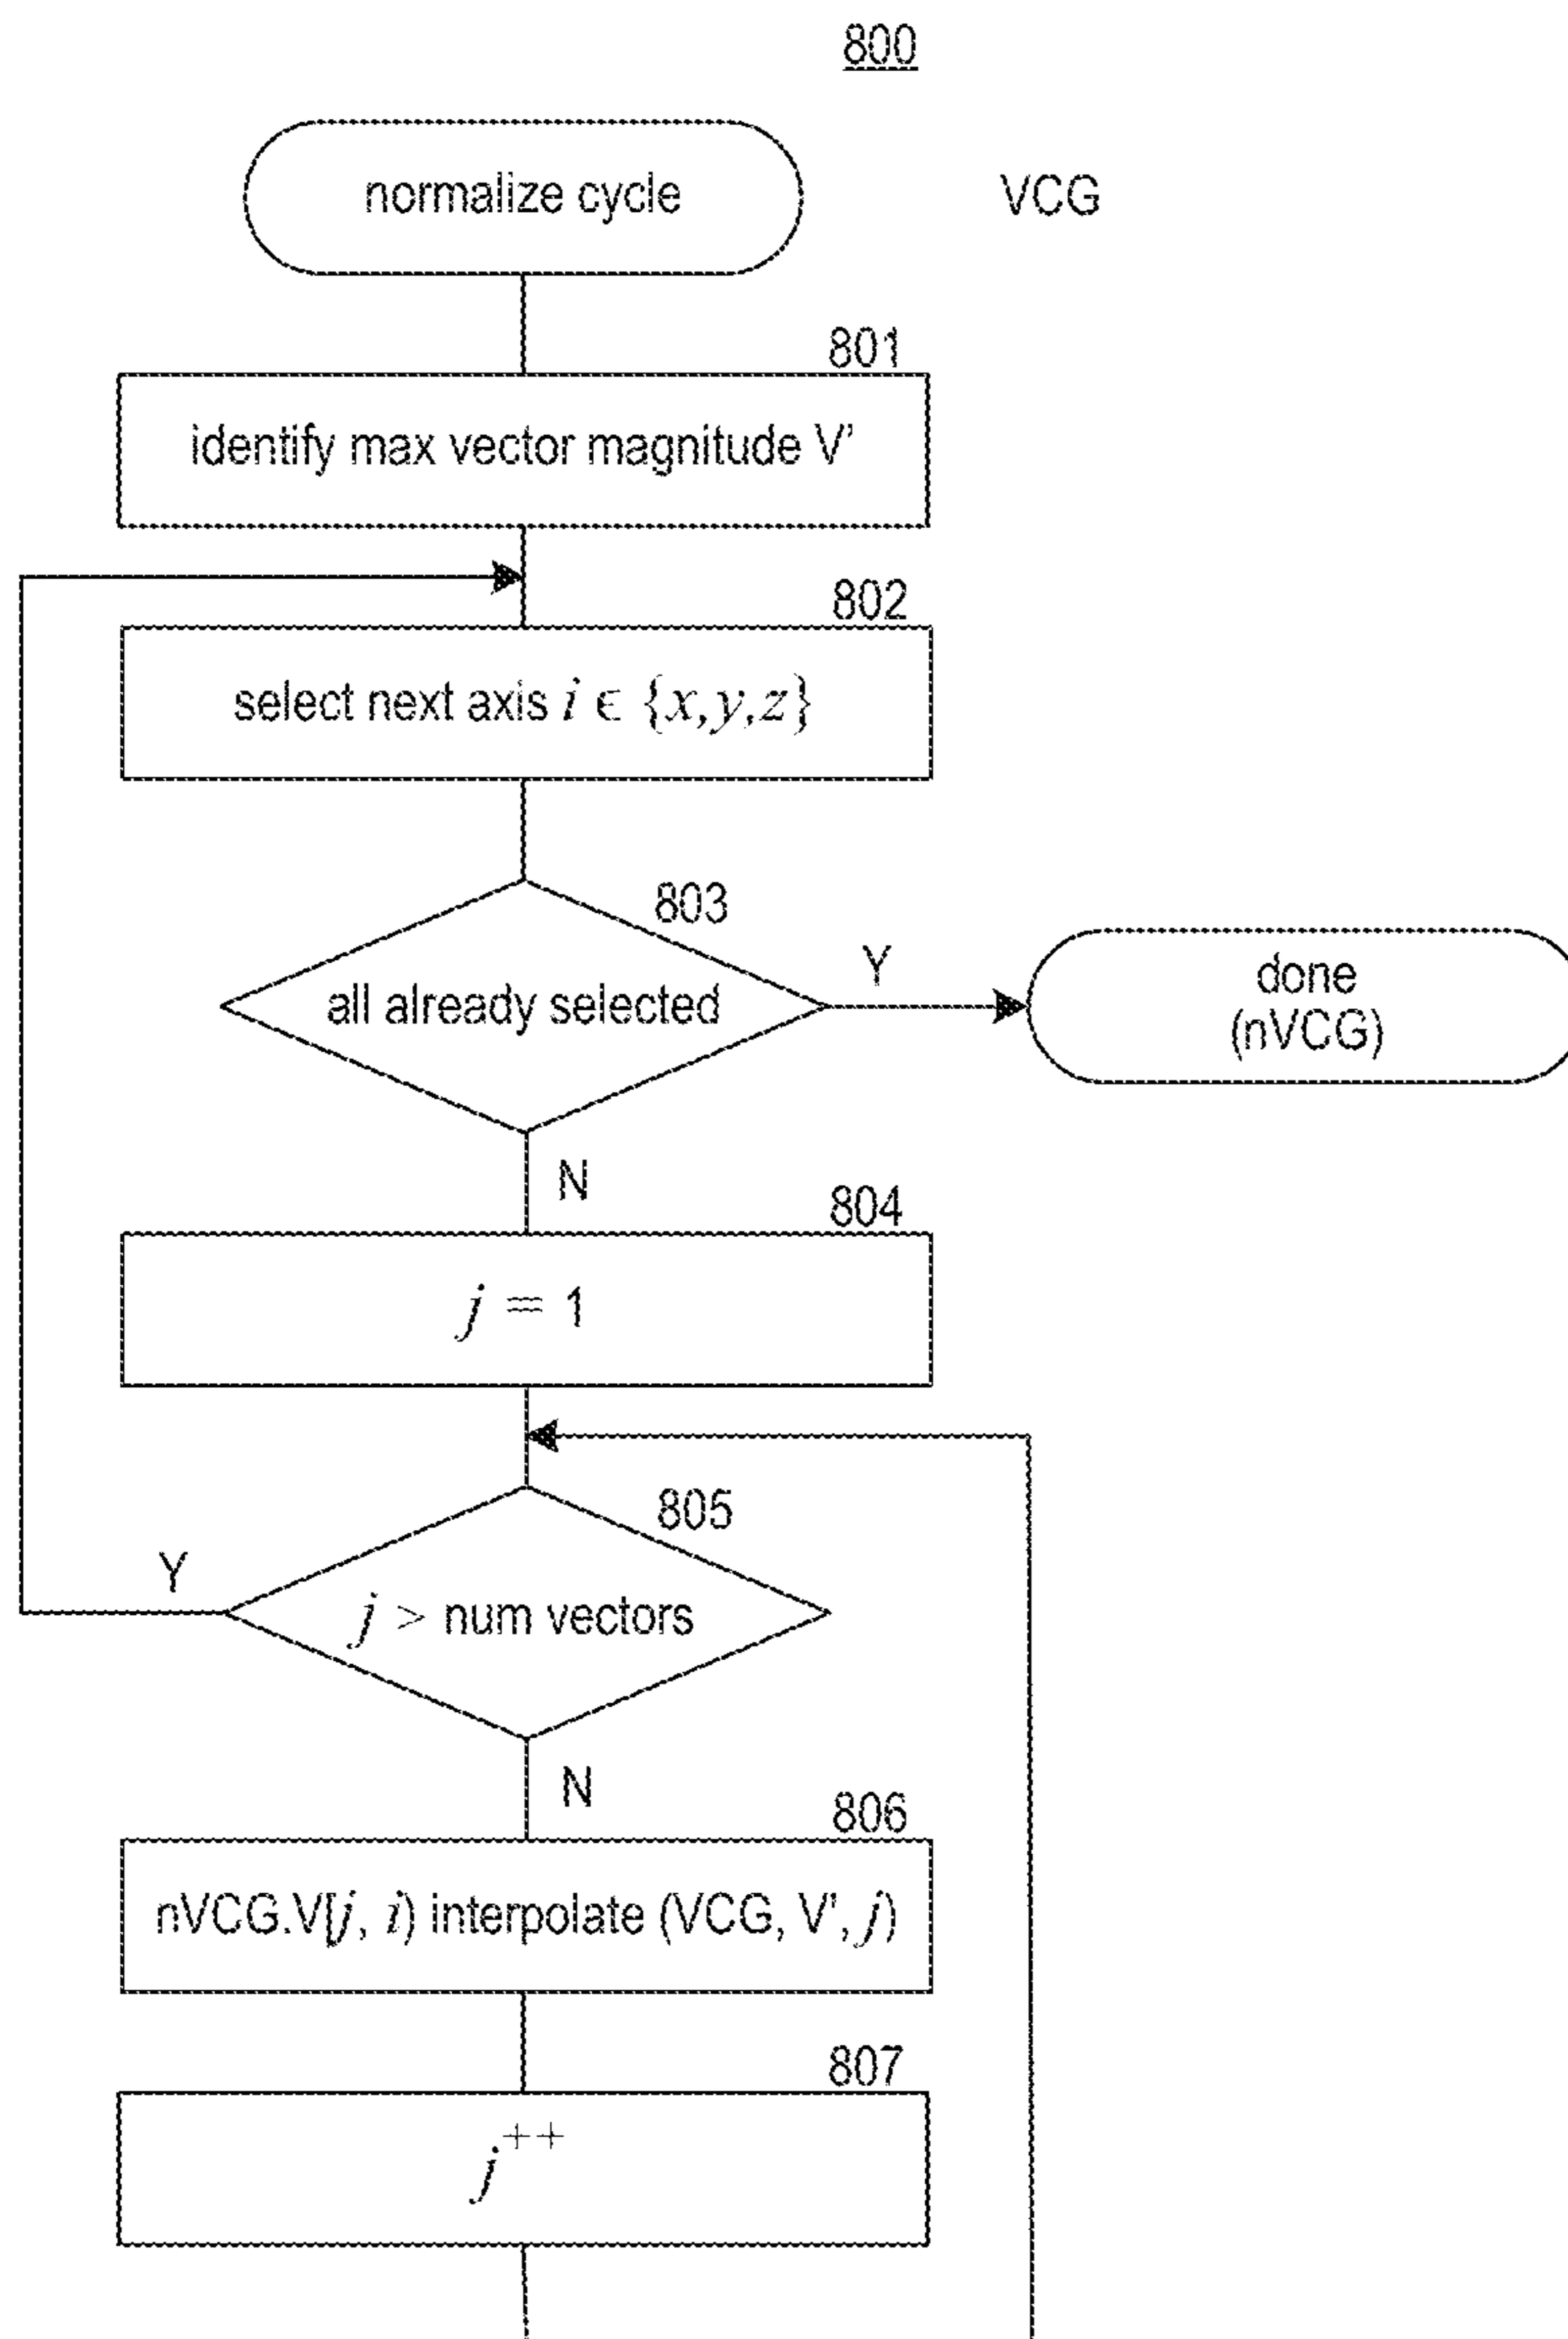 800
normalize cycle
VCG
801
identify max vector magnitude V'
802
select next axis i ∈ {x,y,z}
803
all already selected
Y
done
(nVCG)
N
804
j = 1
805
Y
j > num vectors
N
806
nVCG.V[j, i) interpolate (VCG, V', j)
807
j++